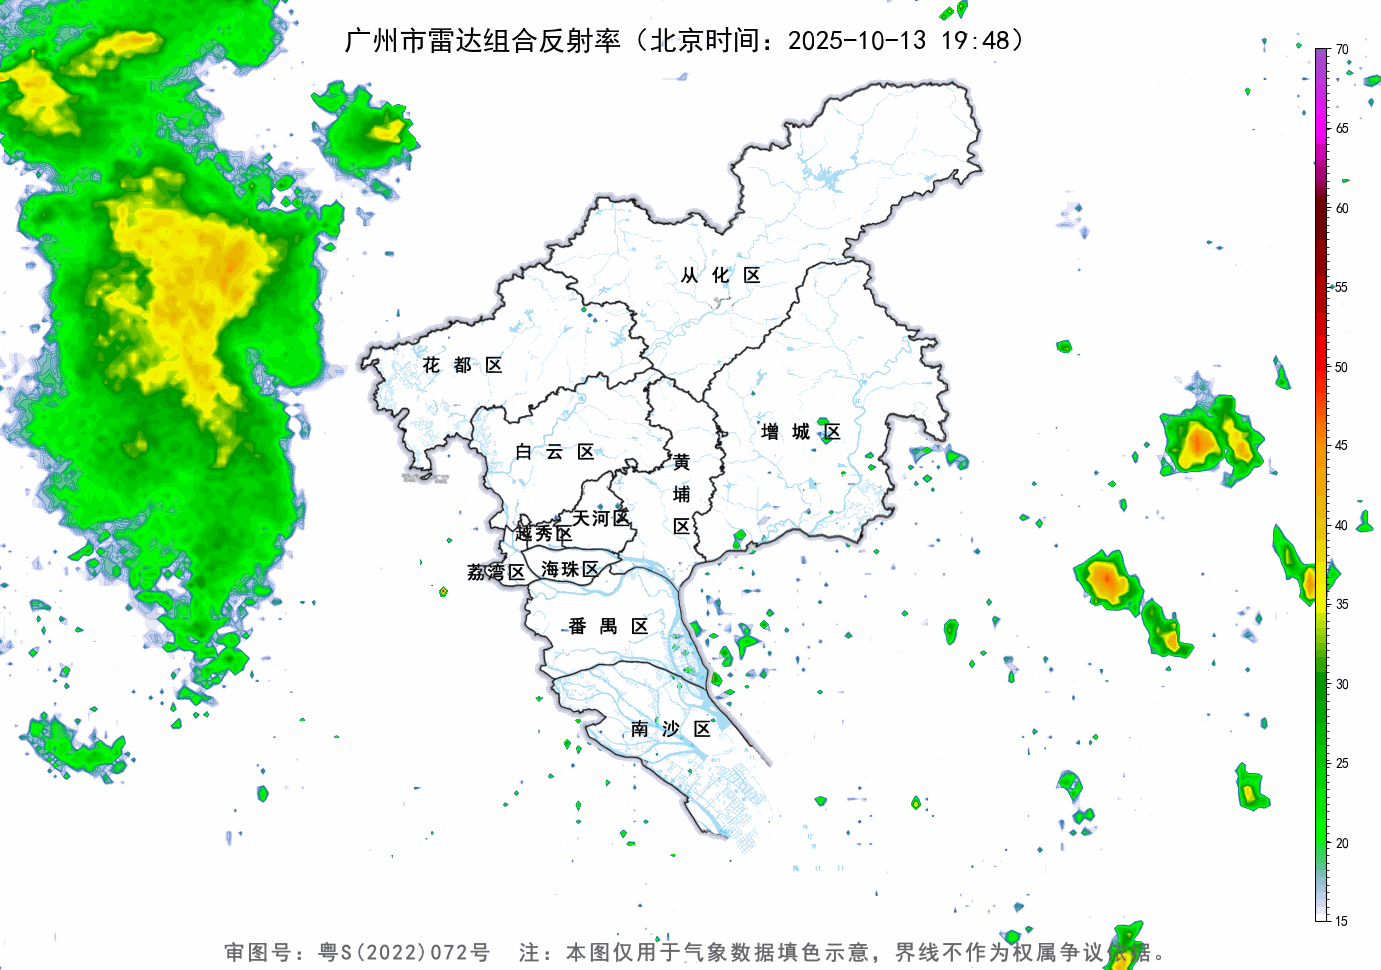 广州市雷达组合反射率（北京时间：2025-10-13 19:48）
70
65
60
55
50
45
40
35
30
25
20
15
从化区
花都区
增城区
白云区
黄埔区
天河区
越秀区
海珠区
荔湾区
番禺区
南沙区
审图号：粤S(2022)072号 注：本图仅用于气象数据填色示意，界线不作为权属争议依据。